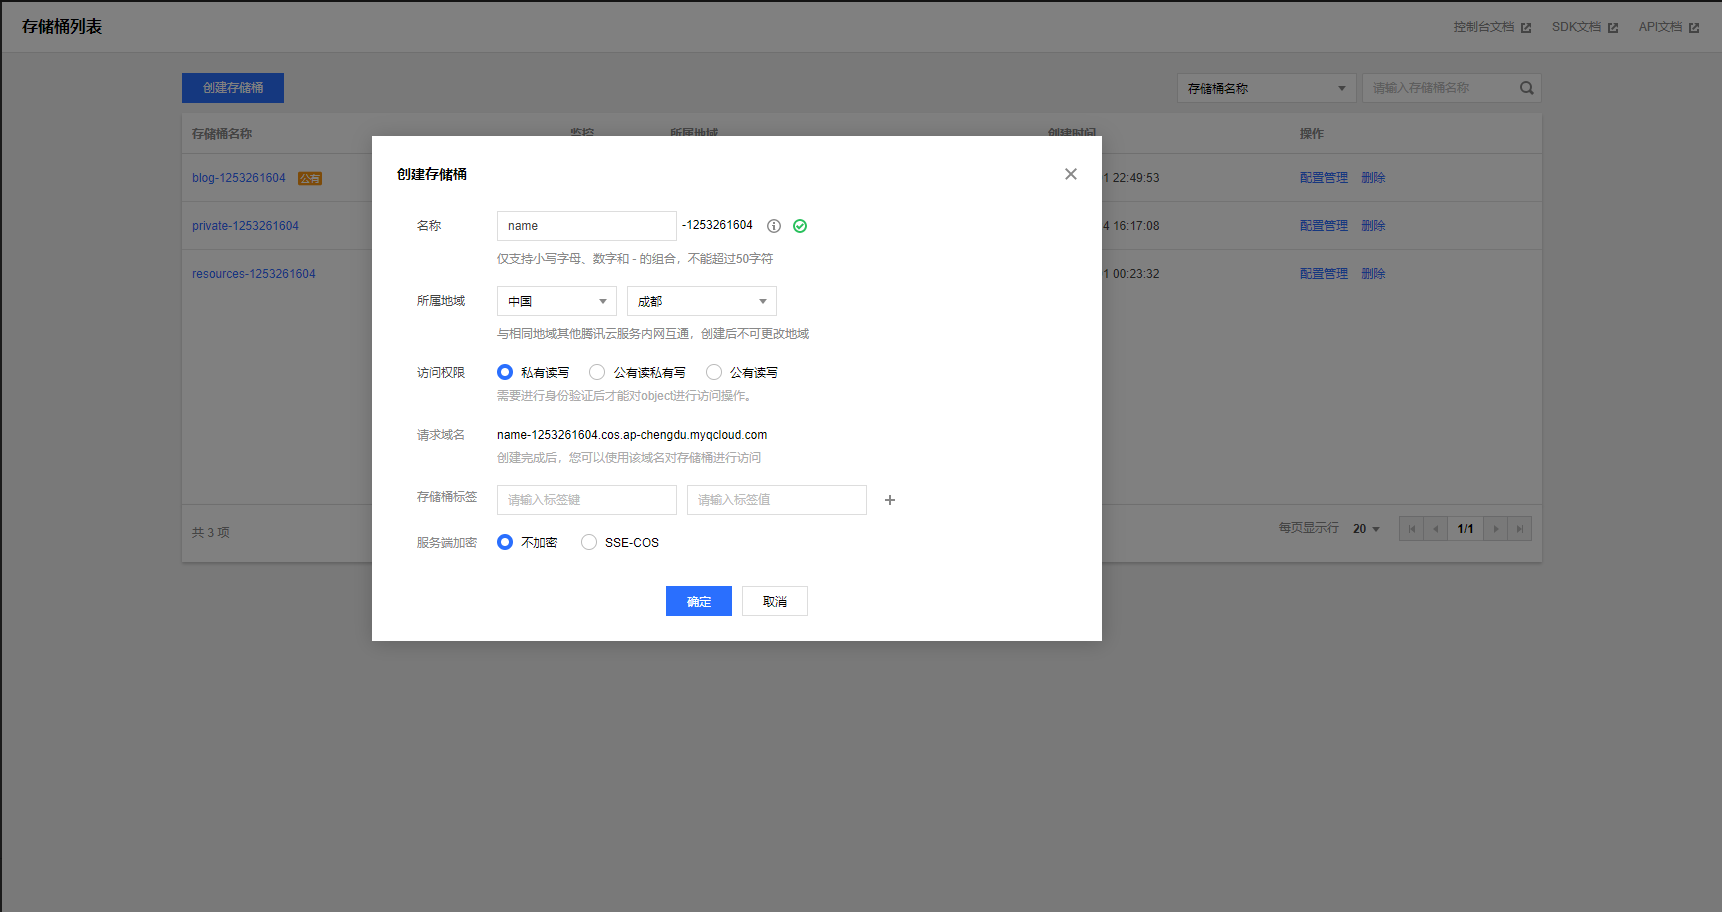 存储桶列表
控制台文档 SDK文档 API文档
创建存储桶
存储桶名称 请输入存储桶名称
存储桶名称 监控 所属地域 创建时间 操作
blog-1253261604 公有 22:49:53 配置管理 删除
private-1253261604 4 16:17:08 配置管理 删除
resources-1253261604 1 00:23:32 配置管理 删除
共 3 项 每页显示行 20 1/1
创建存储桶
名称 name -1253261604
仅支持小写字母、数字和 - 的组合，不能超过50字符
所属地域 中国 成都
与相同地域其他腾讯云服务内网互通，创建后不可更改地域
访问权限 私有读写 公有读私有写 公有读写
需要进行身份验证后才能对object进行访问操作。
请求域名 name-1253261604.cos.ap-chengdu.myqcloud.com
创建完成后，您可以使用该域名对存储桶进行访问
存储桶标签 请输入标签键 请输入标签值
服务端加密 不加密 SSE-COS
确定 取消